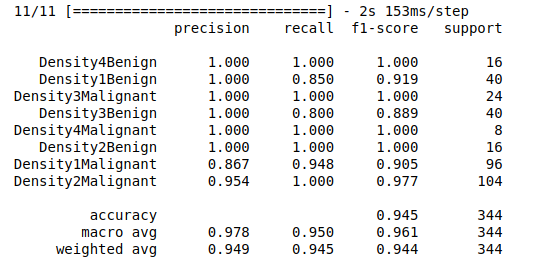 11/11 [==============================] - 2s 153ms/step
precision recall f1-score support
Density4Benign 1.000 1.000 1.000 16
Density1Benign 1.000 0.850 0.919 40
Density3Malignant 1.000 1.000 1.000 24
Density3Benign 1.000 0.800 0.889 40
Density4Malignant 1.000 1.000 1.000 8
Density2Benign 1.000 1.000 1.000 16
Density1Malignant 0.867 0.948 0.905 96
Density2Malignant 0.954 1.000 0.977 104
accuracy 0.945 344
macro avg 0.978 0.950 0.961 344
weighted avg 0.949 0.945 0.944 344